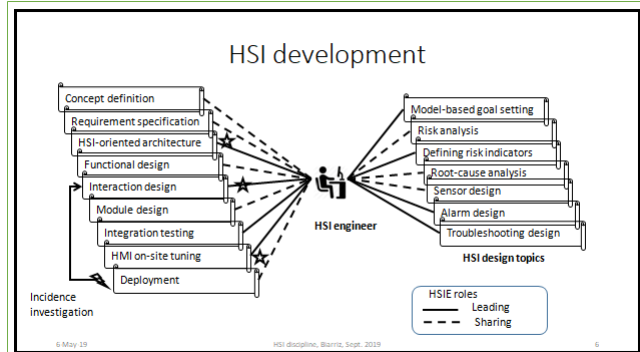 HSI development
Concept definition
Requirement specification
HSI-oriented architecture
Functional design
Interaction design
Module design
Integration testing
HMI on-site tuning
Deployment
Incidence
investigation
HSI engineer
Model-based goal setting
Risk analysis
Defining risk indicators
Root-cause analysis
Sensor design
Alarm design
Troubleshooting design
HSI design topics
HSIE roles
Leading
Sharing
6-May 19
HSI discipline, Biarriz, Sept. 2019
6